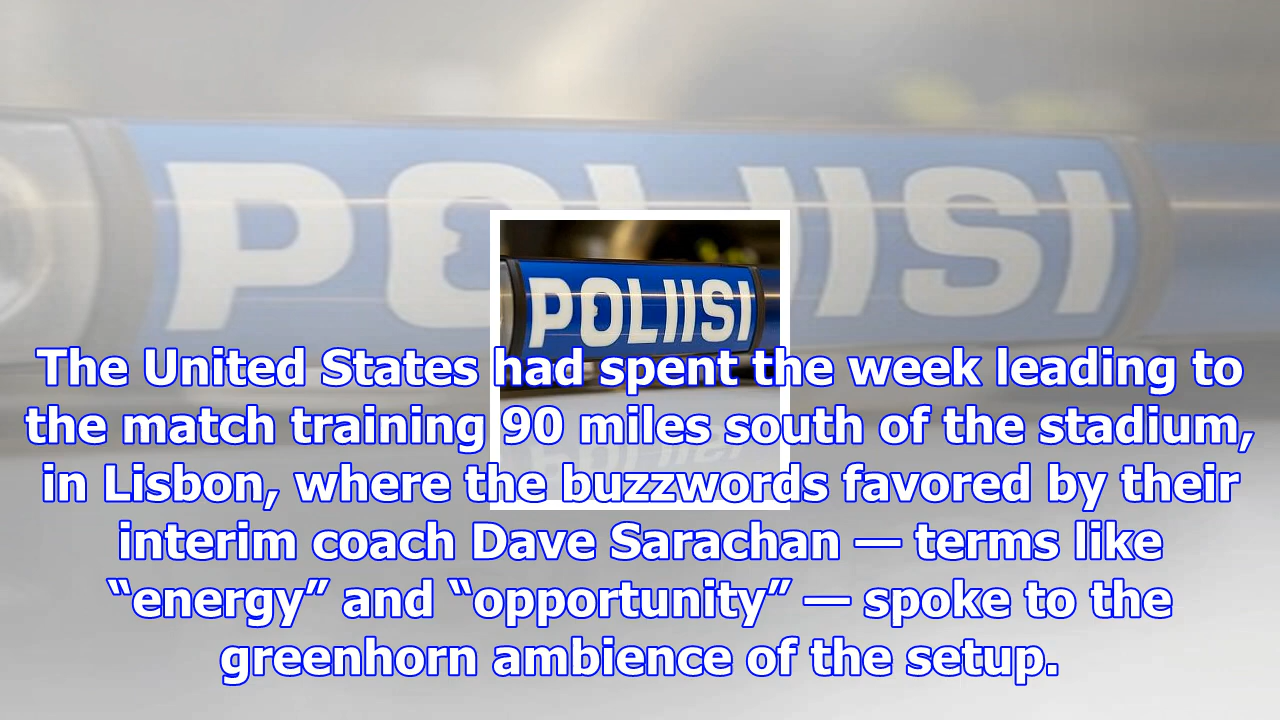 POLIISI
POLIISI
The United States had spent the week leading to
the match training 90 miles south of the stadium,
in Lisbon, where the buzzwords favored by their
interim coach Dave Sarachan — terms like
“energy” and “opportunity” — spoke to the
greenhorn ambience of the setup.